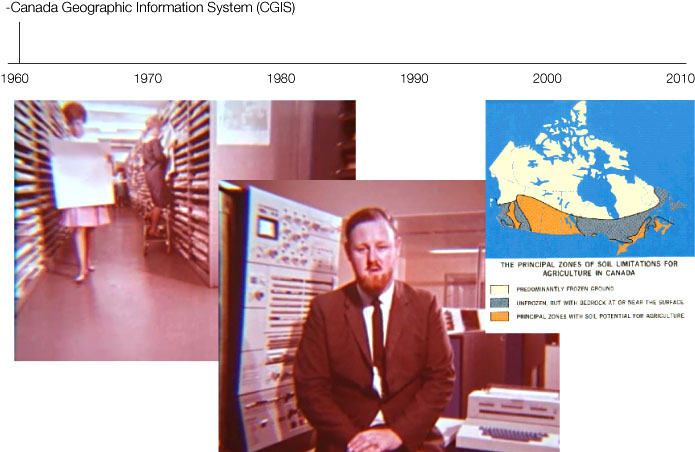 -Canada Geographic Information System (CGIS)
1960 1970 1980 1990 2000 2010
THE PRINCIPAL ZONES OF SOIL LIMITATIONS FOR
AGRICULTURE IN CANADA
PREDOMINANTLY FROZEN GROUND
UNFROZEN, BUT WITH BEDROCK AT OR NEAR THE SURFACE
PRINCIPAL ZONES WITH SOIL POTENTIAL FOR AGRICULTURE.